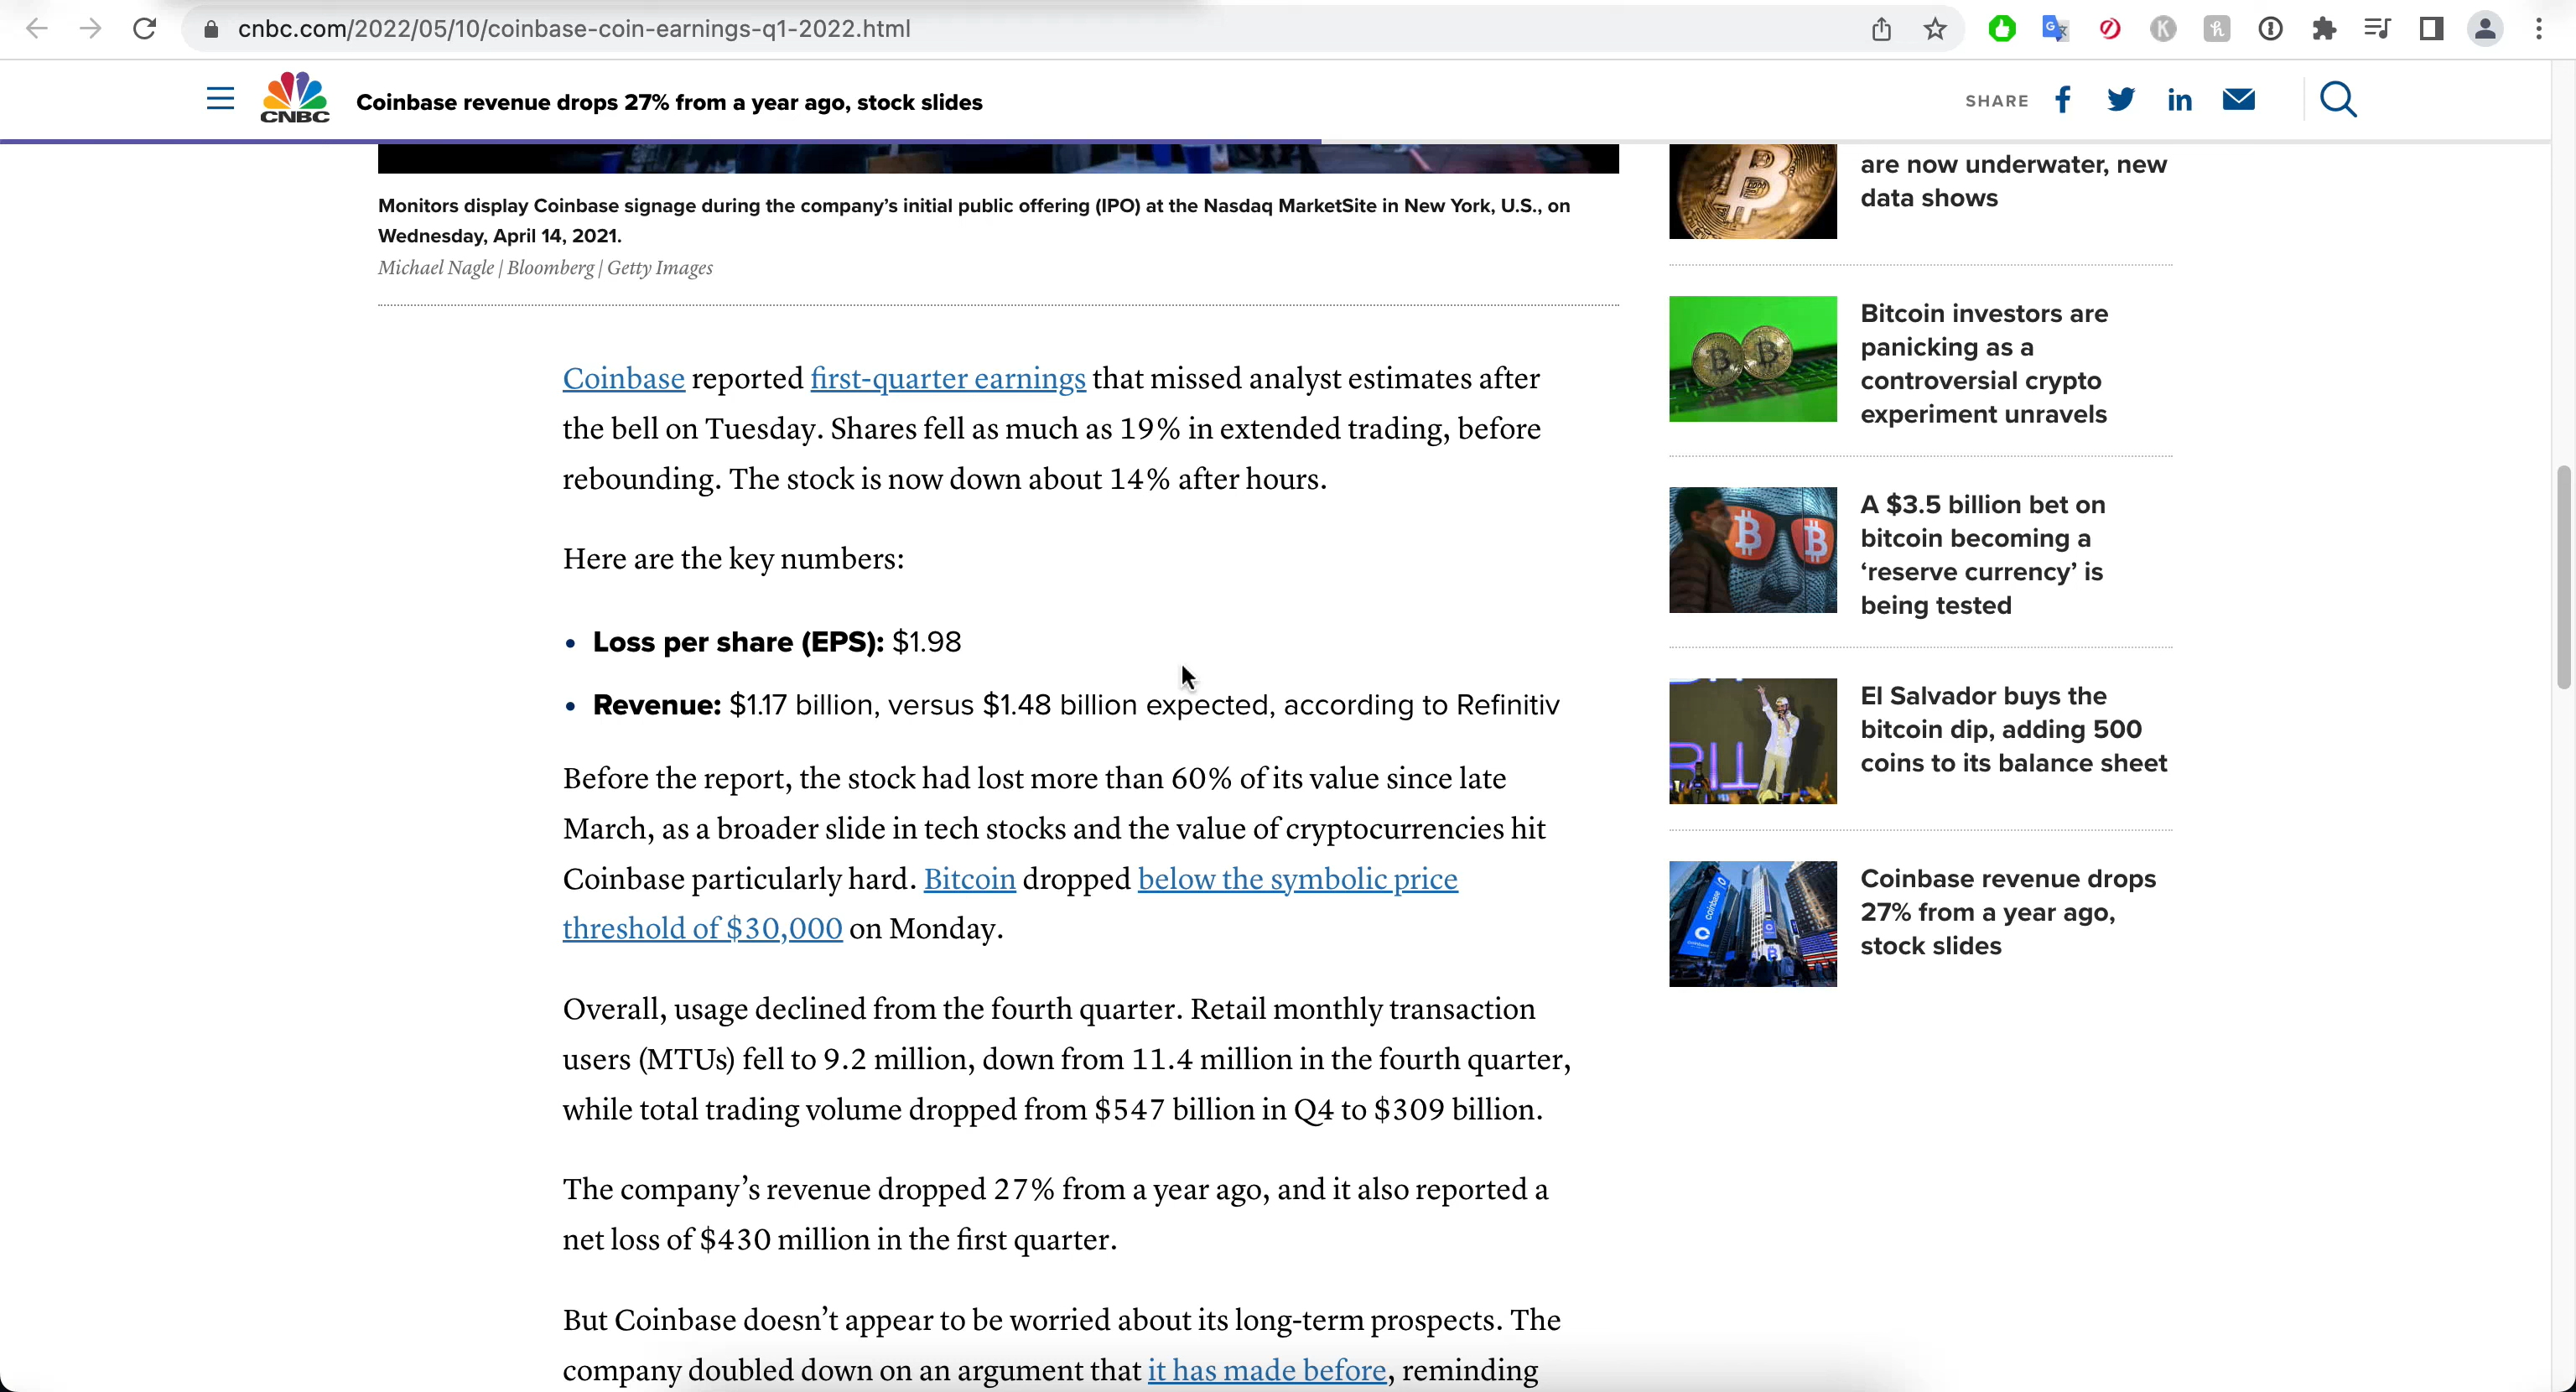 cnbc.com/2022/05/10/coinbase-coin-earnings-q1-2022.html
CNBC
Coinbase revenue drops 27% from a year ago, stock slides
SHARE
Monitors display Coinbase signage during the company's initial public offering (IPO) at the Nasdaq MarketSite in New York, U.S., on
Wednesday, April 14, 2021.
Michael Nagle | Bloomberg | Getty Images
Coinbase reported first-quarter earnings that missed analyst estimates after
the bell on Tuesday. Shares fell as much as 19% in extended trading, before
rebounding. The stock is now down about 14% after hours.
Here are the key numbers:
• Loss per share (EPS): $1.98
• Revenue: $1.17 billion, versus $1.48 billion expected, according to Refinitiv
Before the report, the stock had lost more than 60% of its value since late
March, as a broader slide in tech stocks and the value of cryptocurrencies hit
Coinbase particularly hard. Bitcoin dropped below the symbolic price
threshold of $30,000 on Monday.
Overall, usage declined from the fourth quarter. Retail monthly transaction
users (MTUs) fell to 9.2 million, down from 11.4 million in the fourth quarter,
while total trading volume dropped from $547 billion in Q4 to $309 billion.
The company's revenue dropped 27% from a year ago, and it also reported a
net loss of $430 million in the first quarter.
But Coinbase doesn't appear to be worried about its long-term prospects. The
company doubled down on an argument that it has made before, reminding
are now underwater, new
data shows
Bitcoin investors are
panicking as a
controversial crypto
experiment unravels
A $3.5 billion bet on
bitcoin becoming a
‘reserve currency’ is
being tested
El Salvador buys the
bitcoin dip, adding 500
coins to its balance sheet
coinbase
Coinbase revenue drops
27% from a year ago,
stock slides